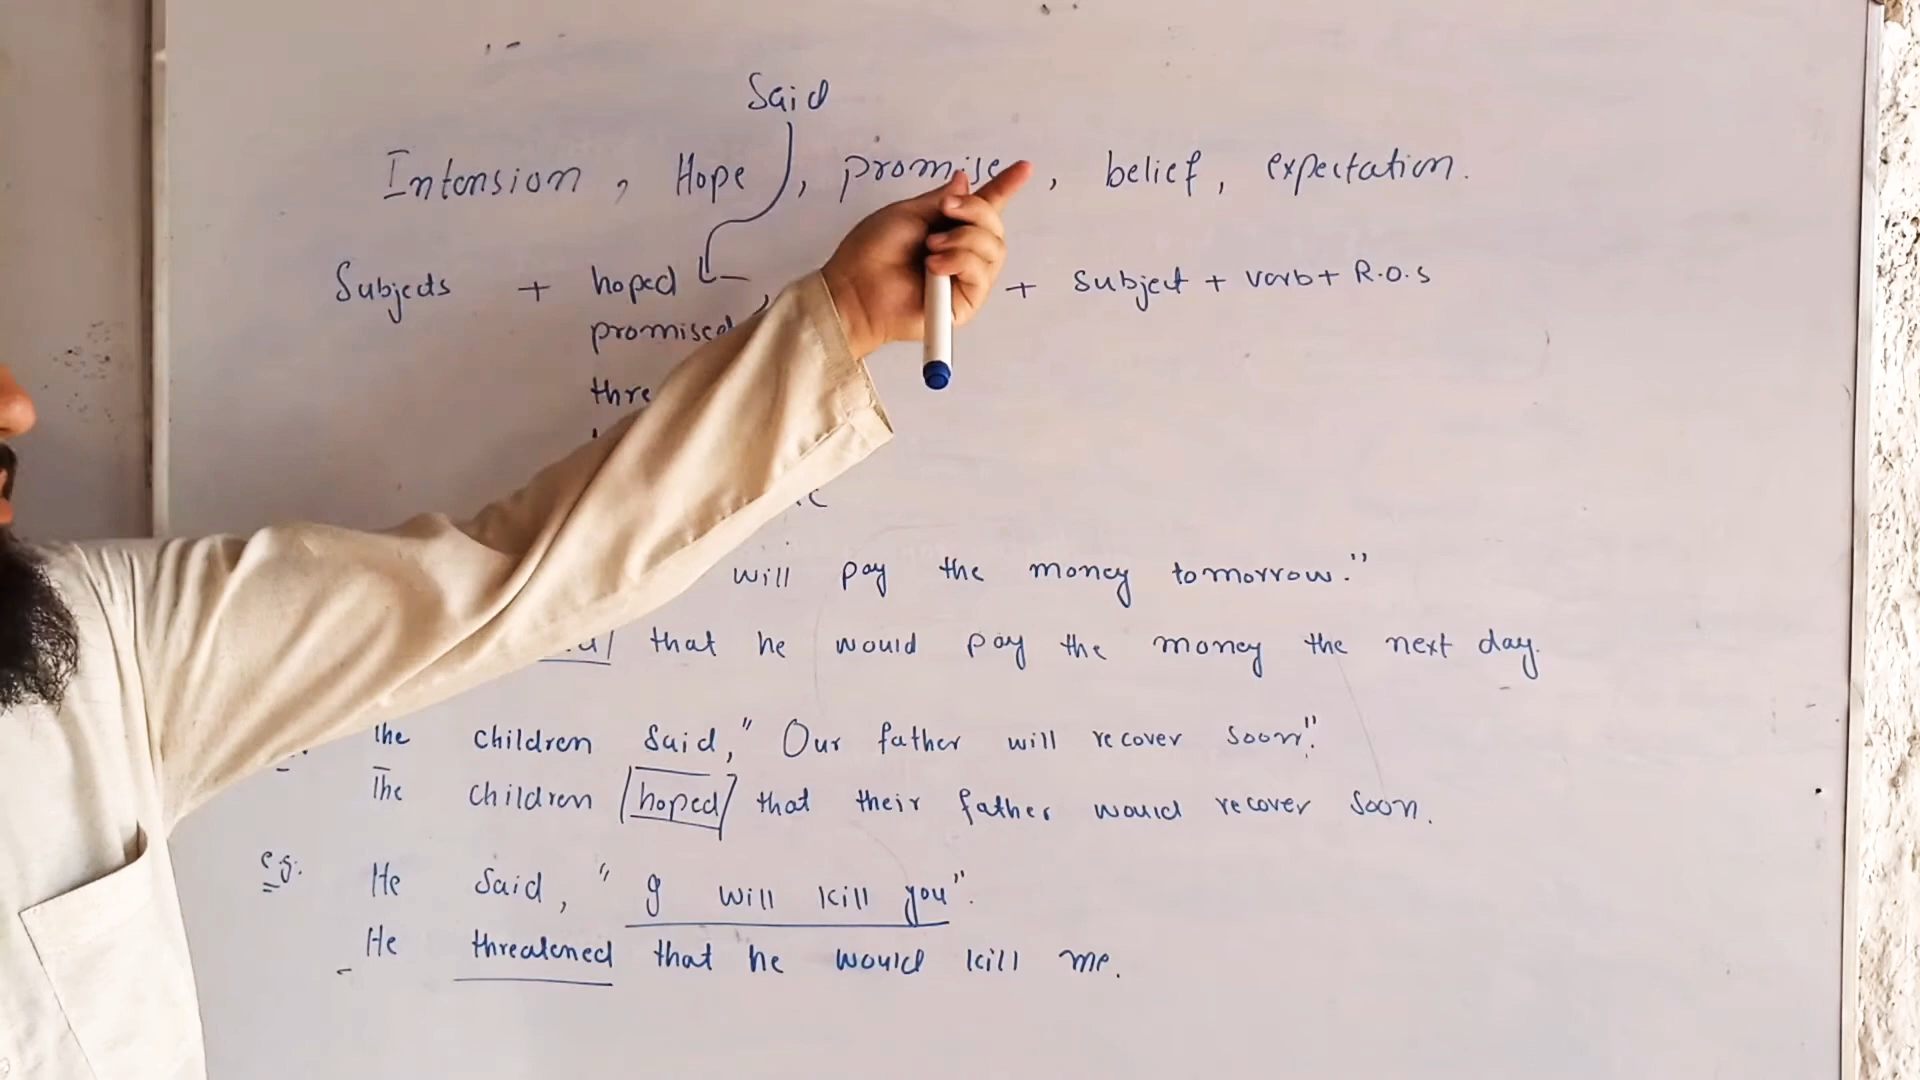 Said
Intension, Hope, promise, belief, expectation.
Subjects + hoped + Subject + verb + R.O.S
promised
will pay the money tomorrow."
that he would pay the money the next day.
The children Said," Our father will recover soon".
The children hoped that their father would recover soon.
e.g. He Said, " I will kill you".
He threatened that he would kill me.